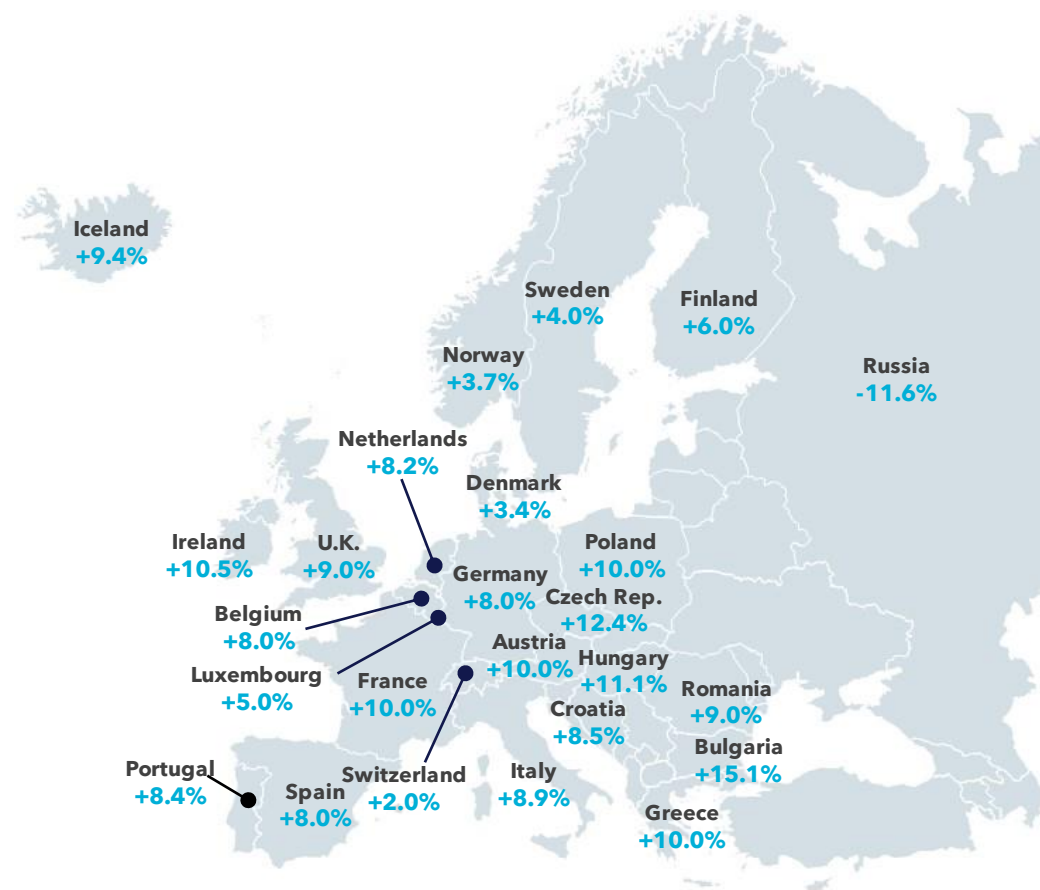 Iceland
+9.4%
Sweden
+4.0%
Finland
+6.0%
Norway
+3.7%
Russia
-11.6%
Netherlands
+8.2%
Denmark
+3.4%
Ireland
+10.5%
U.K.
+9.0%
Poland
+10.0%
Germany
+8.0%
Czech Rep.
+12.4%
Belgium
+8.0%
Austria
+10.0%
Hungary
+11.1%
Luxembourg
+5.0%
France
+10.0%
Romania
+9.0%
Croatia
+8.5%
Bulgaria
+15.1%
Portugal
+8.4%
Spain
+8.0%
Switzerland
+2.0%
Italy
+8.9%
Greece
+10.0%